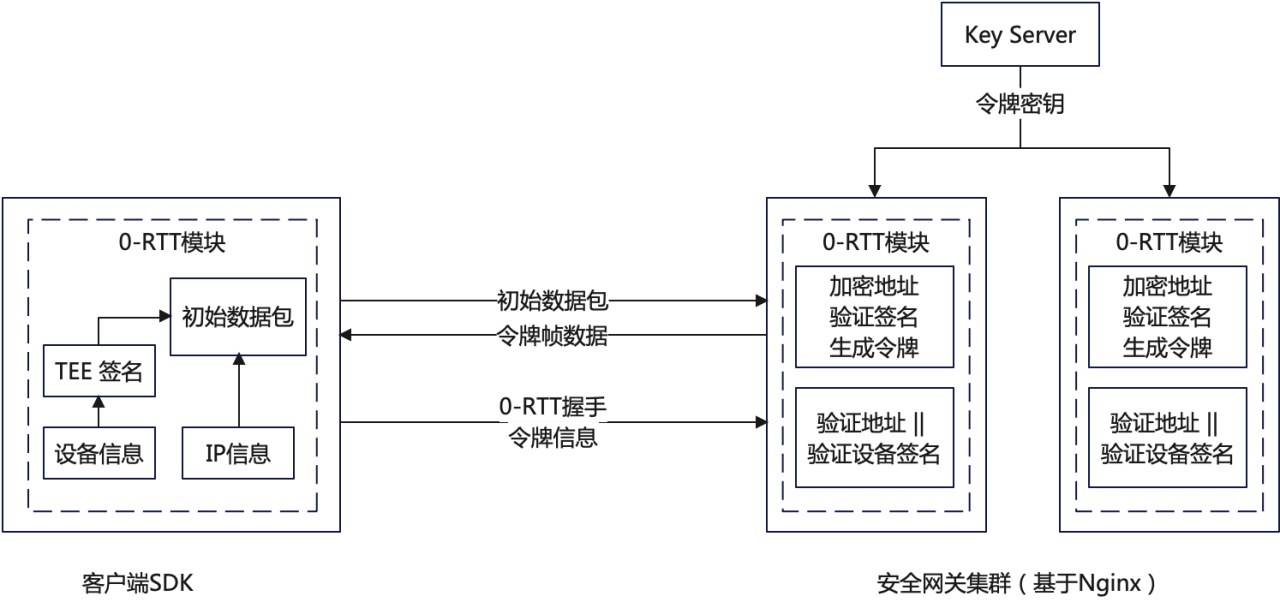 Key Server
令牌密钥
0-RTT模块
初始数据包
TEE 签名
设备信息
IP信息
初始数据包
令牌帧数据
0-RTT握手
令牌信息
0-RTT模块
加密地址
验证签名
生成令牌
验证地址 ||
验证设备签名
0-RTT模块
加密地址
验证签名
生成令牌
验证地址 ||
验证设备签名
客户端SDK
安全网关集群（基于Nginx）